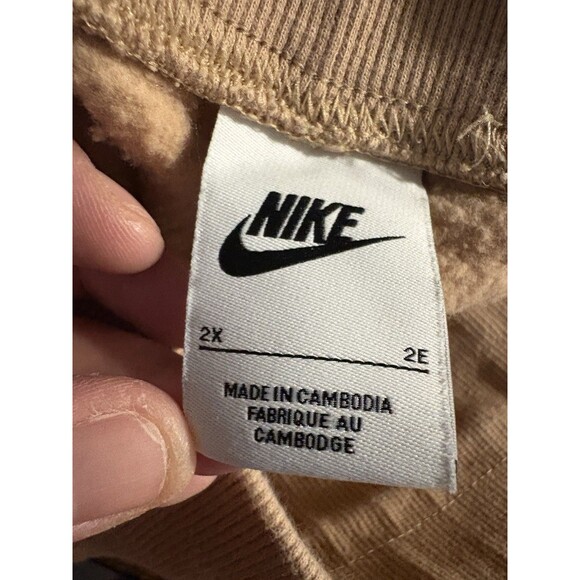 NIKE
2X 2E
MADE IN CAMBODIA
FABRIQUE AU
CAMBODGE